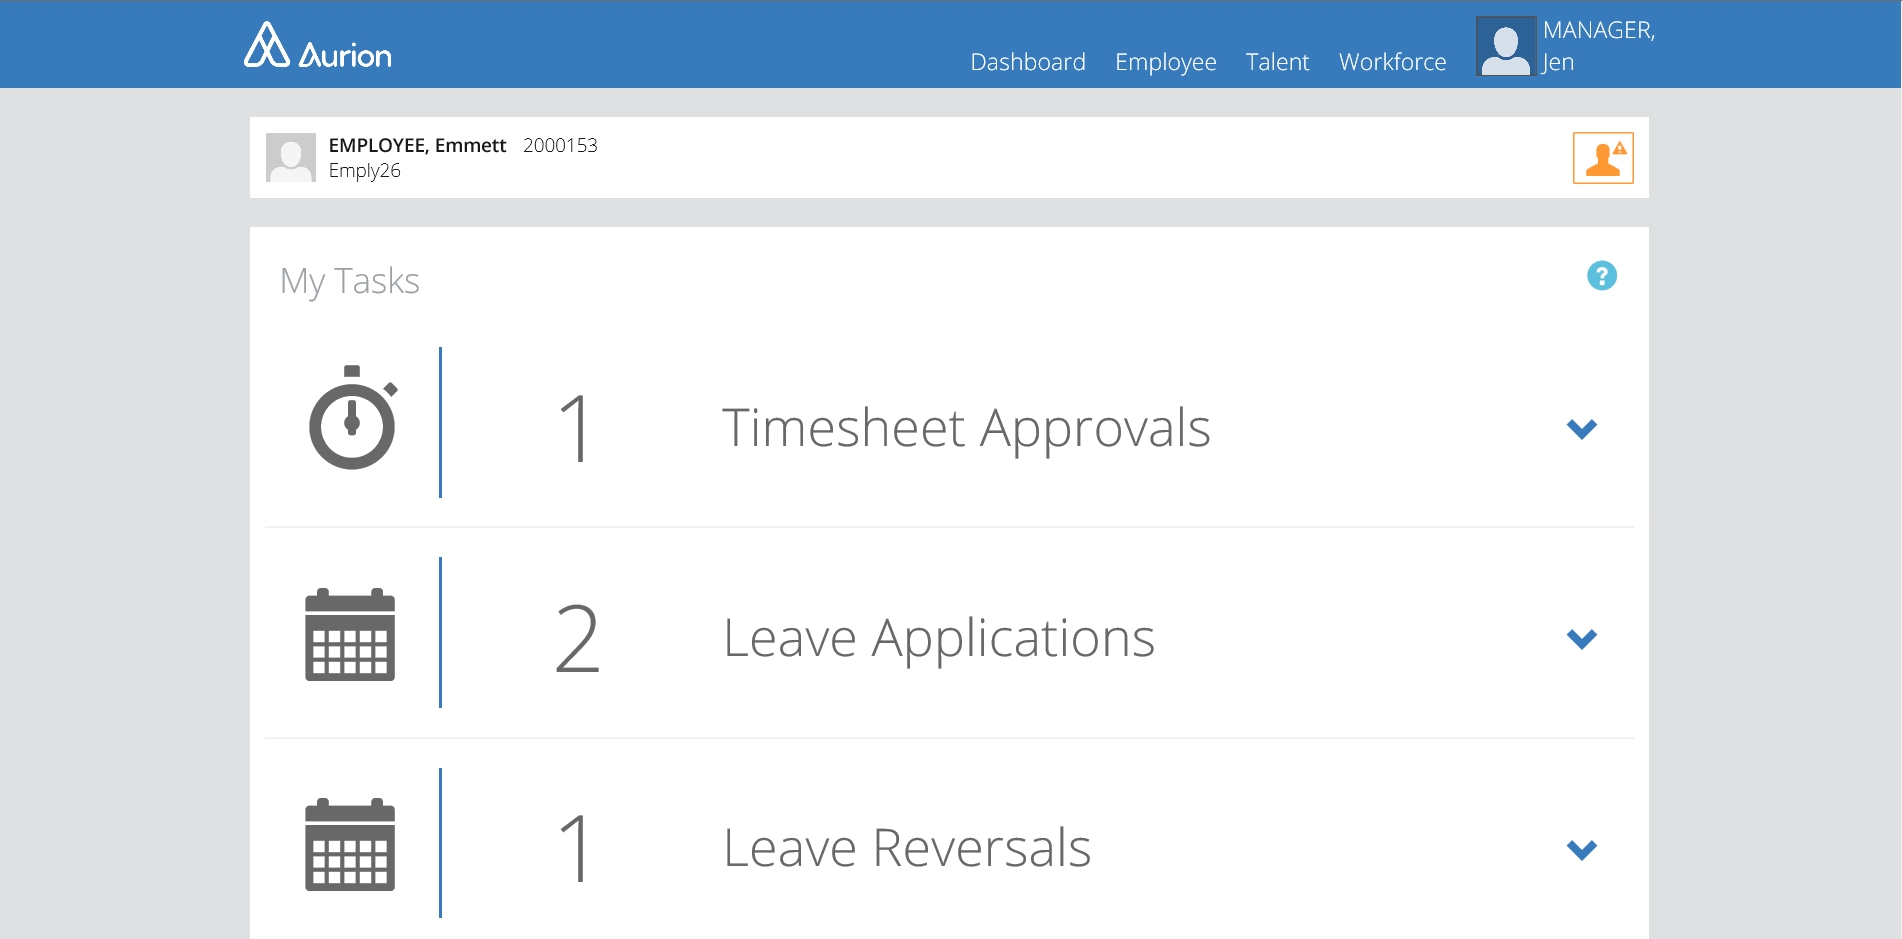 Aurion
Dashboard Employee Talent Workforce
MANAGER,
Jen
EMPLOYEE, Emmett 2000153
Emply26
My Tasks
?
1 Timesheet Approvals
2 Leave Applications
1 Leave Reversals